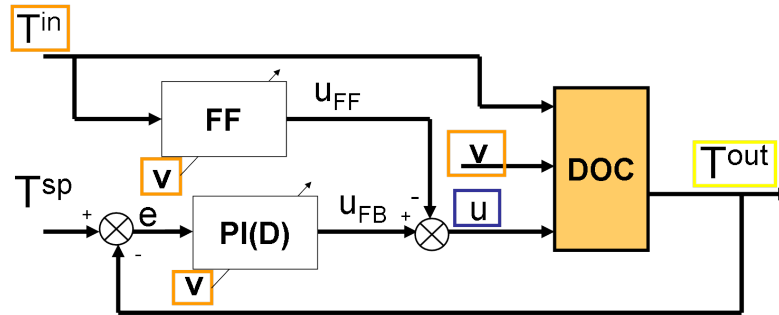 T^in
FF
u_FF
v
v
DOC
T^out
T^sp
+
e
-
PI(D)
u_FB
-
+
u
v